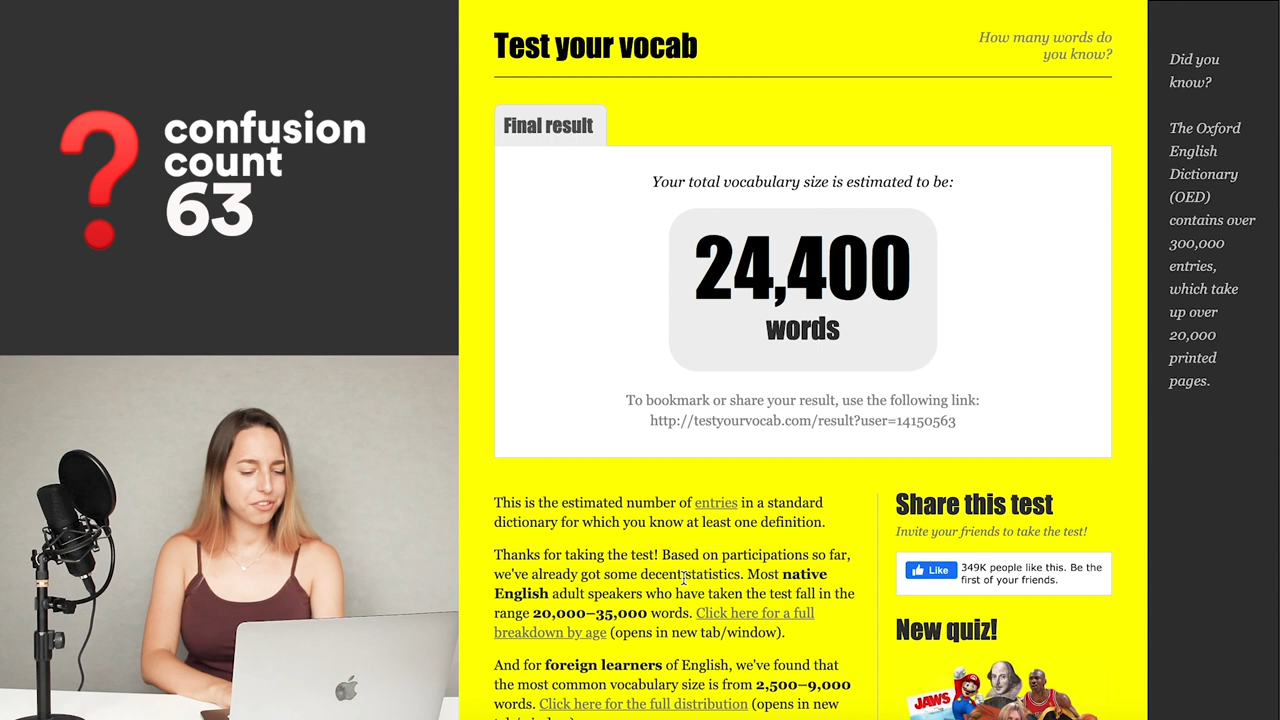 confusion
count
63
Test your vocab
How many words do
you know?
Final result
Your total vocabulary size is estimated to be:
24,400
words
To bookmark or share your result, use the following link:
http://testyourvocab.com/result?user=14150563
This is the estimated number of entries in a standard
dictionary for which you know at least one definition.
Thanks for taking the test! Based on participations so far,
we've already got some decent statistics. Most native
English adult speakers who have taken the test fall in the
range 20,000–35,000 words. Click here for a full
breakdown by age (opens in new tab/window).
And for foreign learners of English, we've found that
the most common vocabulary size is from 2,500–9,000
words. Click here for the full distribution (opens in new
Share this test
Invite your friends to take the test!
Like
349K people like this. Be the
first of your friends.
New quiz!
JAWS
Did you
know?
The Oxford
English
Dictionary
(OED)
contains over
300,000
entries,
which take
up over
20,000
printed
pages.